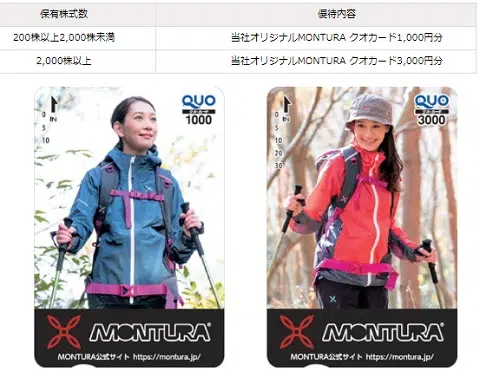 保有株式数 優待内容
200株以上2,000株未満 当社オリジナルMONTURA クオカード1,000円分
2,000株以上 当社オリジナルMONTURA クオカード3,000円分
IN
0
5
10
QUO
クオ・カード
1000
MONTURA®
MONTURA公式サイト https://montura.jp/
IN
0
5
10
20
30
QUO
クオ・カード
3000
MONTURA®
MONTURA公式サイト https://montura.jp/